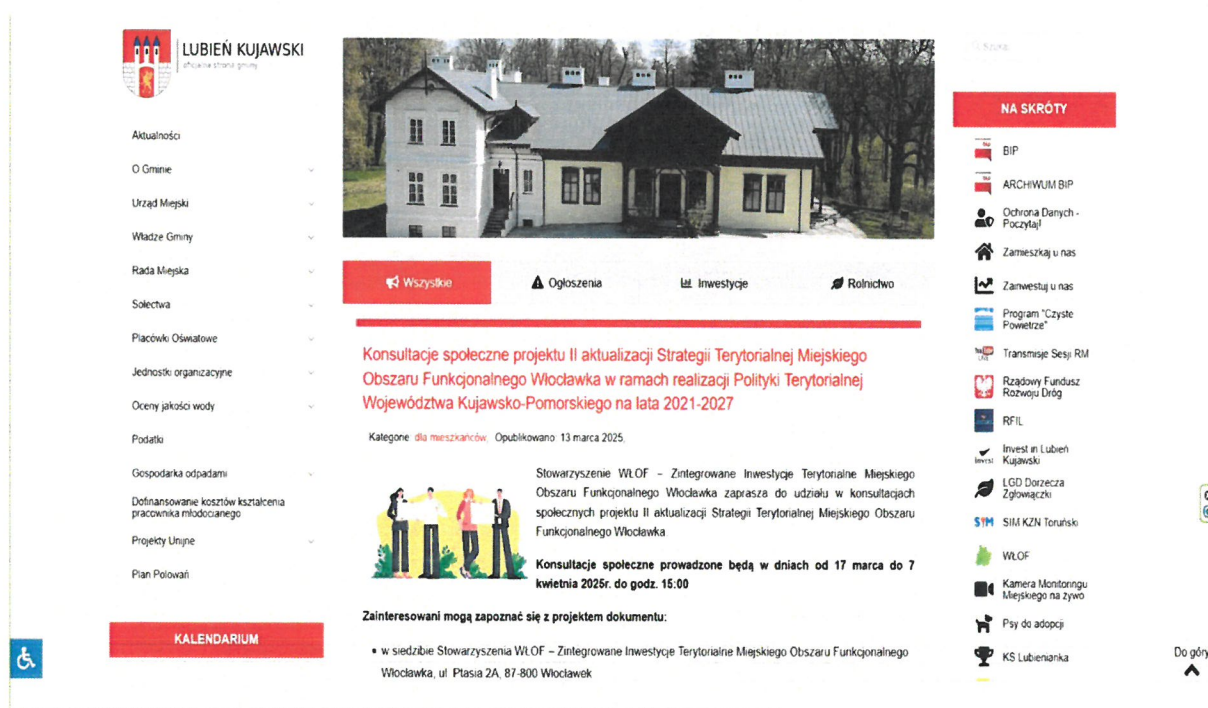 LUBIEŃ KUJAWSKI
oficjalna strona gminy
Aktualności
O Gminie
Urząd Miejski
Władze Gminy
Rada Miejska
Sołectwa
Placówki Oświatowe
Jednostki organizacyjne
Oceny jakości wody
Podatki
Gospodarka odpadami
Dofinansowanie kosztów kształcenia
pracownika młodocianego
Projekty Unijne
Plan Polowań
KALENDARIUM
Wszystkie
Ogłoszenia
Inwestycje
Rolnictwo
Konsultacje społeczne projektu II aktualizacji Strategii Terytorialnej Miejskiego
Obszaru Funkcjonalnego Włocławka w ramach realizacji Polityki Terytorialnej
Województwa Kujawsko-Pomorskiego na lata 2021-2027
Kategorie: dla mieszkańców, Opublikowano: 13 marca 2025,
Stowarzyszenie WŁOF – Zintegrowane Inwestycje Terytorialne Miejskiego
Obszaru Funkcjonalnego Włocławka zaprasza do udziału w konsultacjach
społecznych projektu II aktualizacji Strategii Terytorialnej Miejskiego Obszaru
Funkcjonalnego Włocławka
Konsultacje społeczne prowadzone będą w dniach od 17 marca do 7
kwietnia 2025r. do godz. 15:00
Zainteresowani mogą zapoznać się z projektem dokumentu:
• w siedzibie Stowarzyszenia WŁOF – Zintegrowane Inwestycje Terytorialne Miejskiego Obszaru Funkcjonalnego
Włocławka, ul. Ptasia 2A, 87-800 Włocławek
Szukaj
NA SKRÓTY
BIP
ARCHIWUM BIP
Ochrona Danych -
Poczytaj!
Zamieszkaj u nas
Zainwestuj u nas
Program "Czyste
Powietrze"
Transmisje Sesji RM
Rządowy Fundusz
Rozwoju Dróg
RFIL
Invest in Lubień
Kujawski
LGD Dorzecza
Zgłowiączki
SIM KZN Toruński
WŁOF
Kamera Monitoringu
Miejskiego na żywo
Psy do adopcji
KS Lubienianka
Do góry